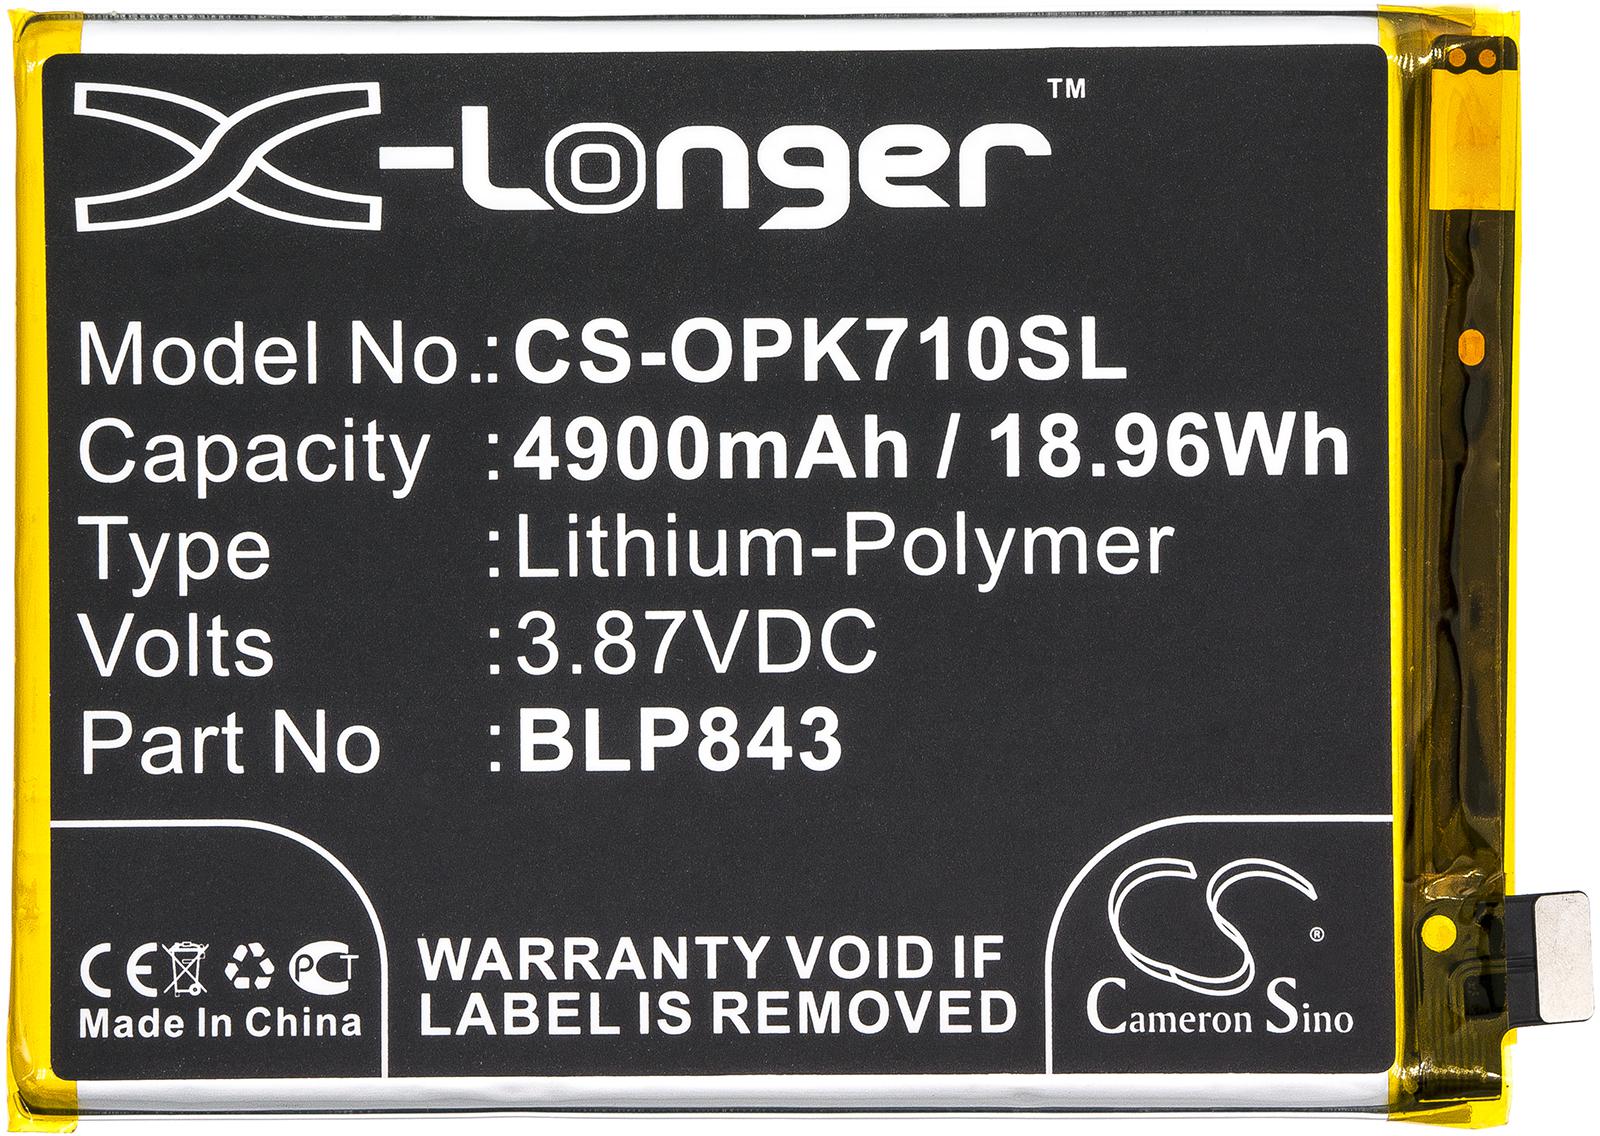 X-Longer™
Model No.:CS-OPK710SL
Capacity :4900mAh / 18.96Wh
Type :Lithium-Polymer
Volts :3.87VDC
Part No :BLP843
CE PCT
Made In China
WARRANTY VOID IF
LABEL IS REMOVED
CS®
Cameron Sino